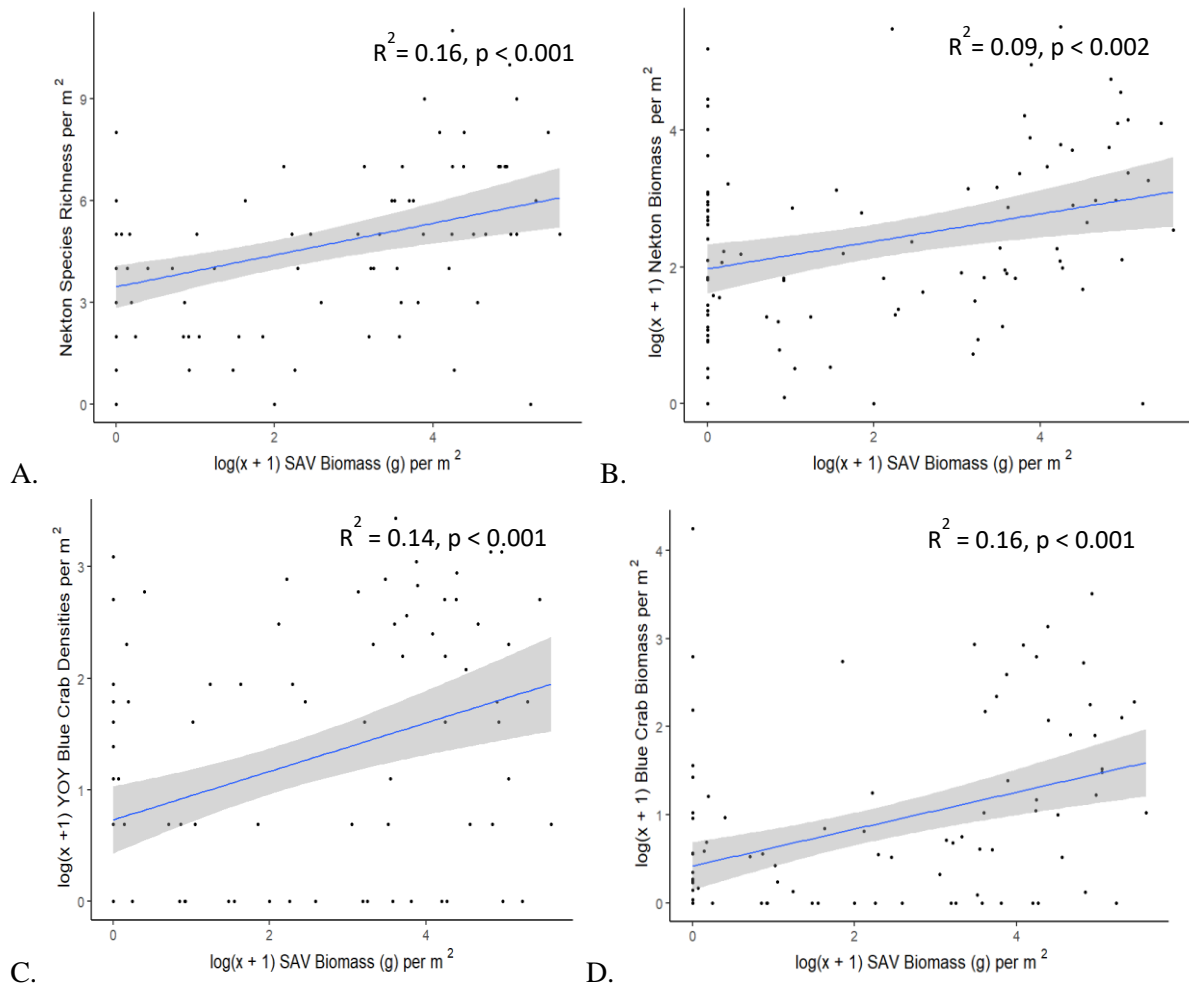 R² = 0.16, p < 0.001
Nekton Species Richness per m²
9
6
3
0
0
2
4
log(x + 1) SAV Biomass (g) per m²
A.
R² = 0.09, p < 0.002
log(x + 1) Nekton Biomass per m²
4
2
0
0
2
4
log(x + 1) SAV Biomass (g) per m²
B.
R² = 0.14, p < 0.001
log(x +1) YOY Blue Crab Densities per m²
3
2
1
0
0
2
4
log(x + 1) SAV Biomass (g) per m²
C.
R² = 0.16, p < 0.001
log(x + 1) Blue Crab Biomass per m²
4
3
2
1
0
0
2
4
log(x + 1) SAV Biomass (g) per m²
D.